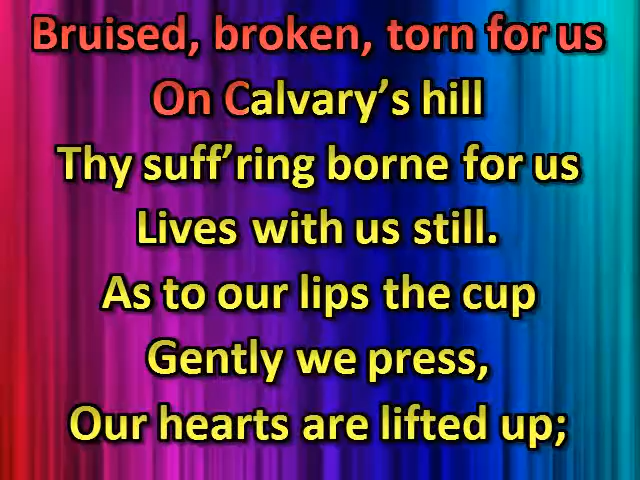 Bruised, broken, torn for us
On Calvary’s hill
Thy suff’ring borne for us
Lives with us still.
As to our lips the cup
Gently we press,
Our hearts are lifted up;